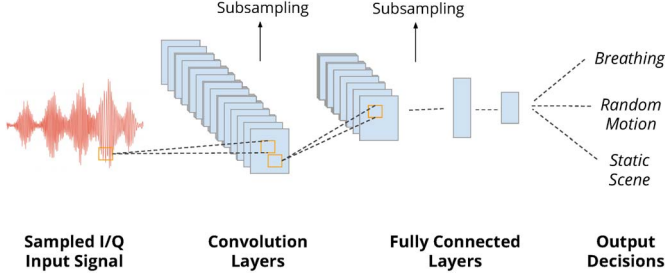 Subsampling
Subsampling
Breathing
Random
Motion
Static
Scene
Sampled I/Q
Input Signal
Convolution
Layers
Fully Connected
Layers
Output
Decisions